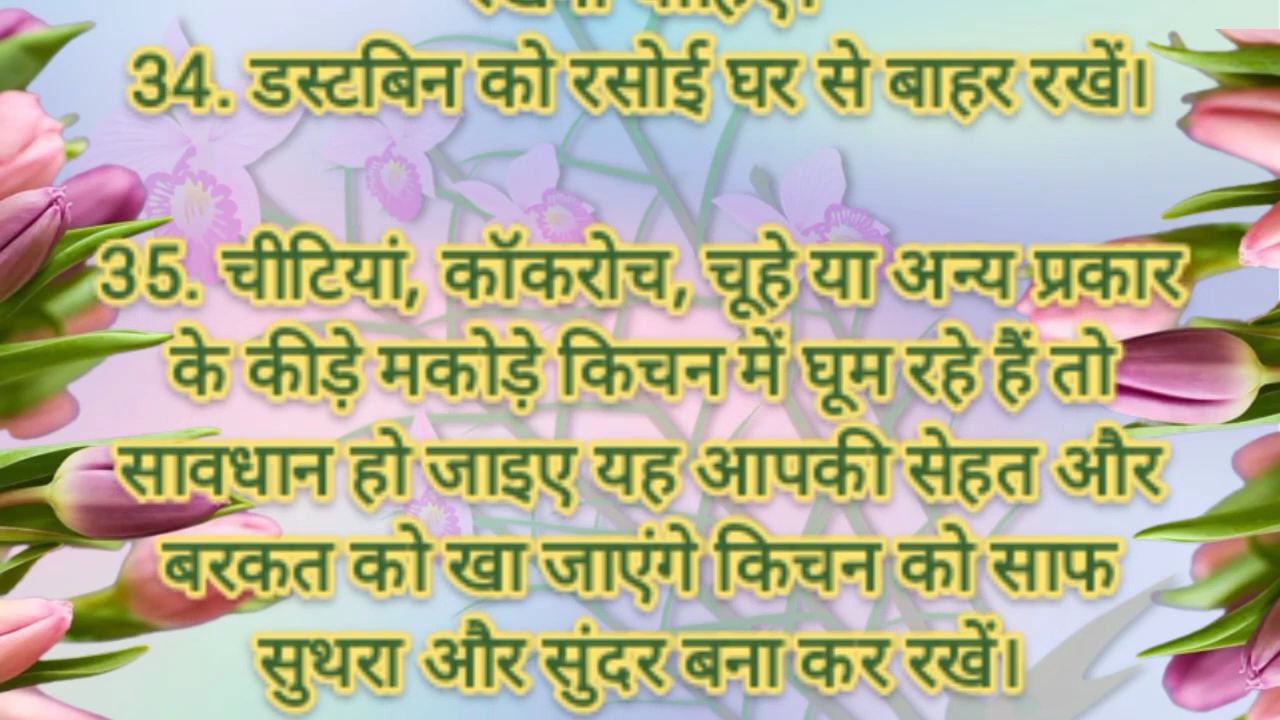 34. डस्टबिन को रसोई घर से बाहर रखें।
35. चीटियां, कॉकरोच, चूहे या अन्य प्रकार
के कीड़े मकोड़े किचन में घूम रहे हैं तो
सावधान हो जाइए यह आपकी सेहत और
बरकत को खा जाएंगे किचन को साफ
सुथरा और सुंदर बना कर रखें।